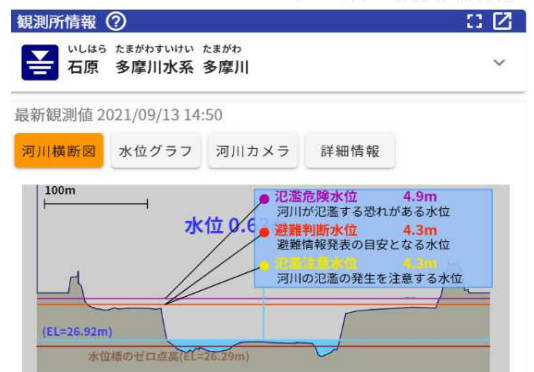 観測所情報 ?
いしはら たまがわすいけい たまがわ
石原 多摩川水系 多摩川
最新観測値 2021/09/13 14:50
河川横断図 水位グラフ 河川カメラ 詳細情報
100m
水位 0.6
氾濫危険水位 4.9m
河川が氾濫する恐れがある水位
避難判断水位 4.3m
避難情報発表の目安となる水位
氾濫注意水位 4.3m
河川の氾濫の発生を注意する水位
(EL=26.92m)
水位標のゼロ点高(EL=26.29m)